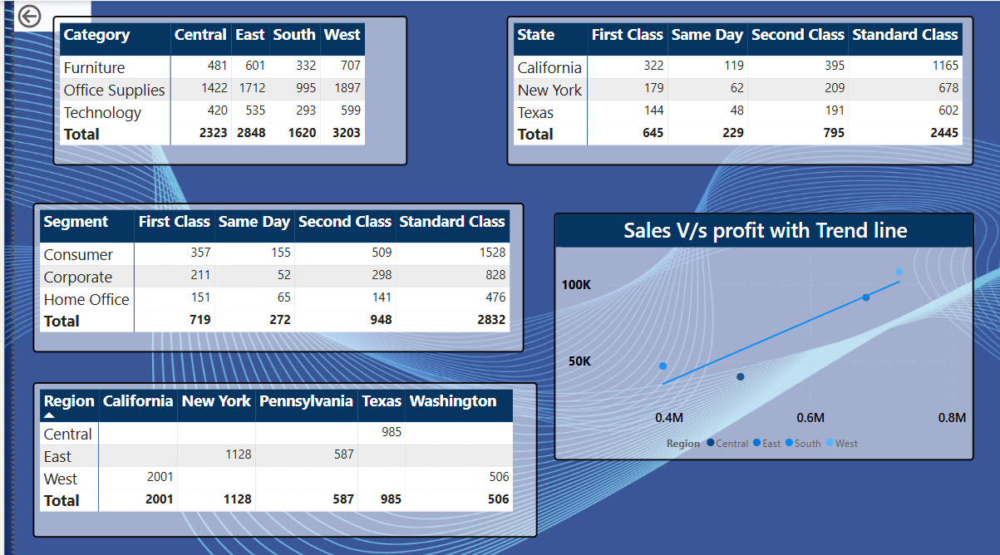 Category Central East South West
Furniture 481 601 332 707
Office Supplies 1422 1712 995 1897
Technology 420 535 293 599
Total 2323 2848 1620 3203
State First Class Same Day Second Class Standard Class
California 322 119 395 1165
New York 179 62 209 678
Texas 144 48 191 602
Total 645 229 795 2445
Segment First Class Same Day Second Class Standard Class
Consumer 357 155 509 1528
Corporate 211 52 298 828
Home Office 151 65 141 476
Total 719 272 948 2832
Sales V/s profit with Trend line
100K
50K
0.4M 0.6M 0.8M
Region Central East South West
Region California New York Pennsylvania Texas Washington
Central 985
East 1128 587
West 2001 506
Total 2001 1128 587 985 506